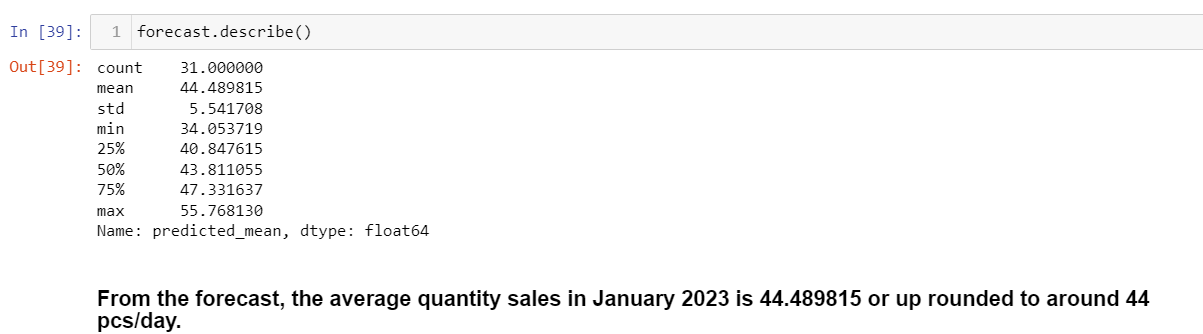 In [39]: 1 forecast.describe()
Out[39]: count 31.000000
mean 44.489815
std 5.541708
min 34.053719
25% 40.847615
50% 43.811055
75% 47.331637
max 55.768130
Name: predicted_mean, dtype: float64
From the forecast, the average quantity sales in January 2023 is 44.489815 or up rounded to around 44
pcs/day.